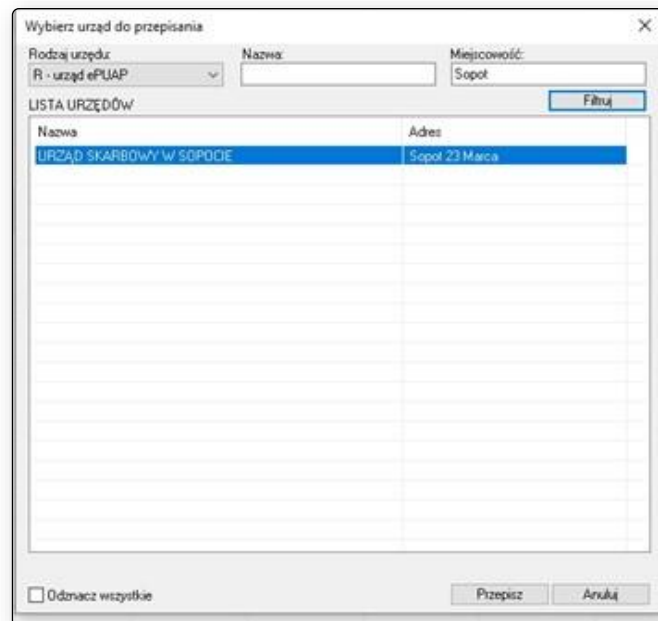 Wybierz urząd do przepisania
Rodzaj urzędu: Nazwa: Miejscowość:
R - urząd ePUAP Sopot
LISTA URZĘDÓW Filtruj
Nazwa Adres
URZĄD SKARBOWY W SOPOCIE Sopot 23 Marca
Odznacz wszystkie Przepisz Anuluj